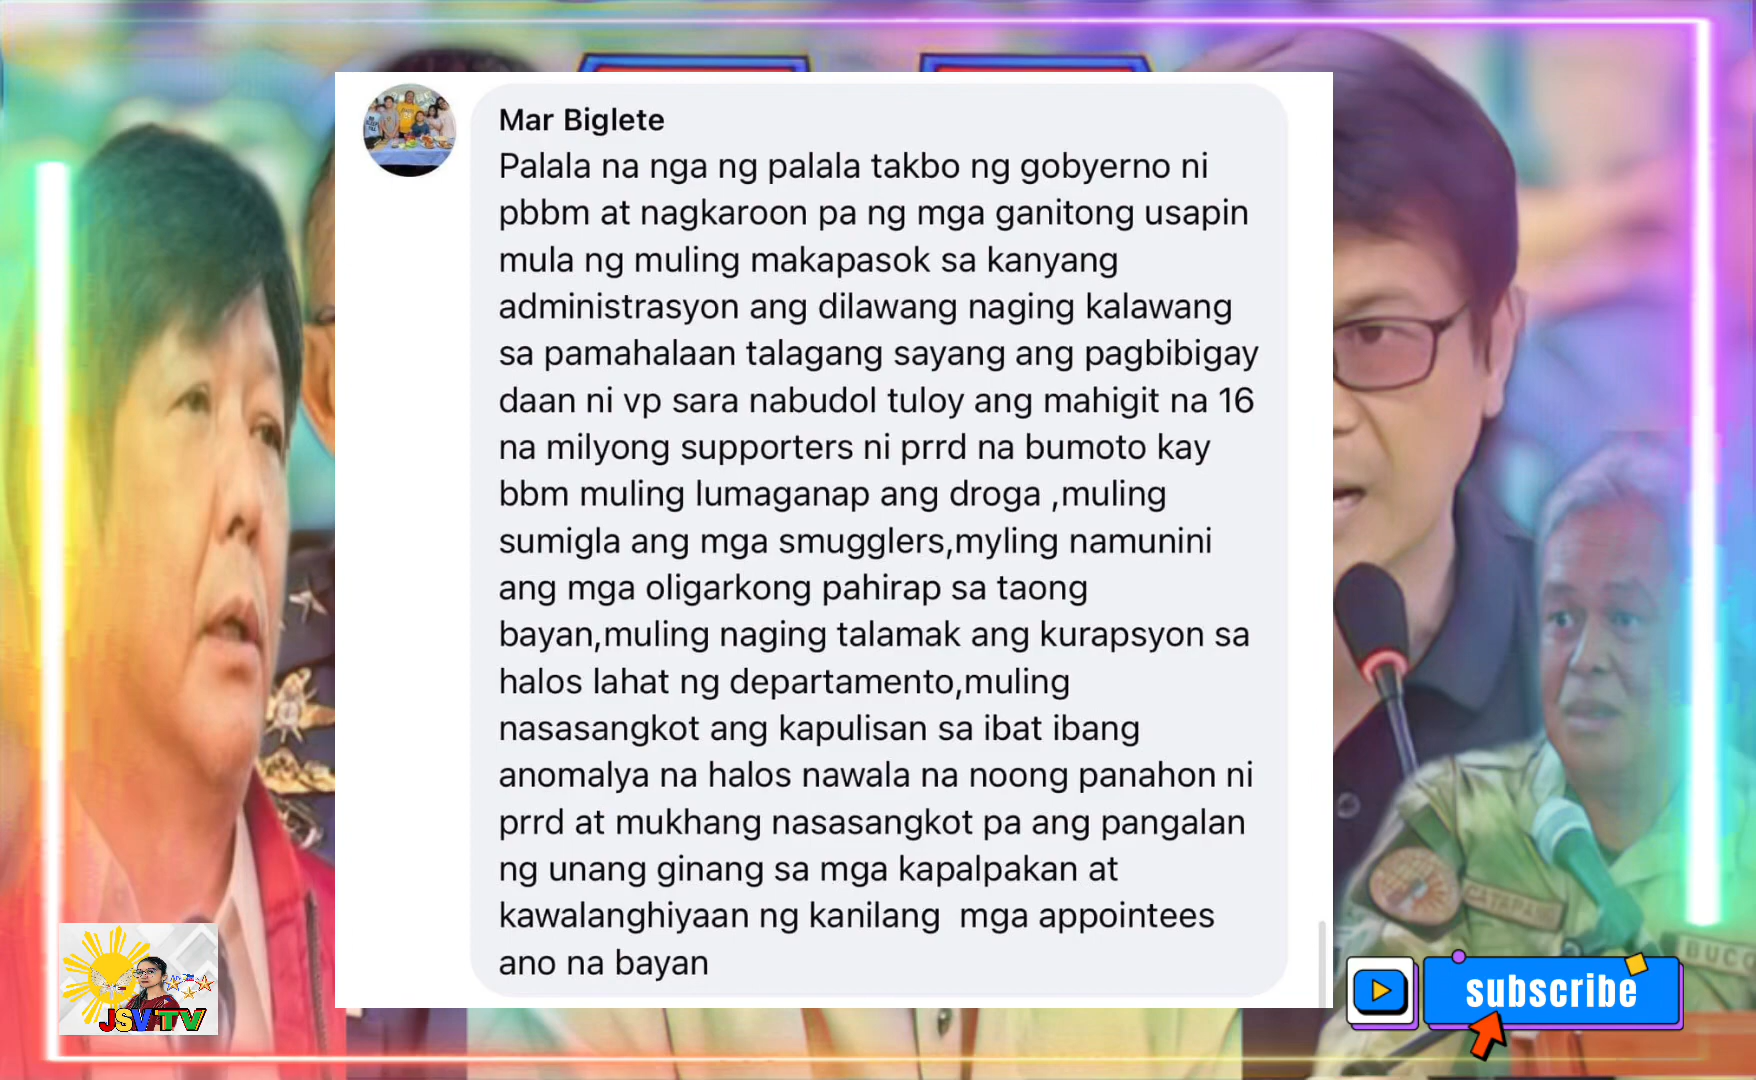 Mar Biglete
Palala na nga ng palala takbo ng gobyerno ni
pbbm at nagkaroon pa ng mga ganitong usapin
mula ng muling makapasok sa kanyang
administrasyon ang dilawang naging kalawang
sa pamahalaan talagang sayang ang pagbibigay
daan ni vp sara nabudol tuloy ang mahigit na 16
na milyong supporters ni prrd na bumoto kay
bbm muling lumaganap ang droga ,muling
sumigla ang mga smugglers,myling namunini
ang mga oligarkong pahirap sa taong
bayan,muling naging talamak ang kurapsyon sa
halos lahat ng departamento,muling
nasasangkot ang kapulisan sa ibat ibang
anomalya na halos nawala na noong panahon ni
prrd at mukhang nasasangkot pa ang pangalan
ng unang ginang sa mga kapalpakan at
kawalanghiyaan ng kanilang  mga appointees
ano na bayan
CATAPANG
BUCO
JSV TV
subscribe